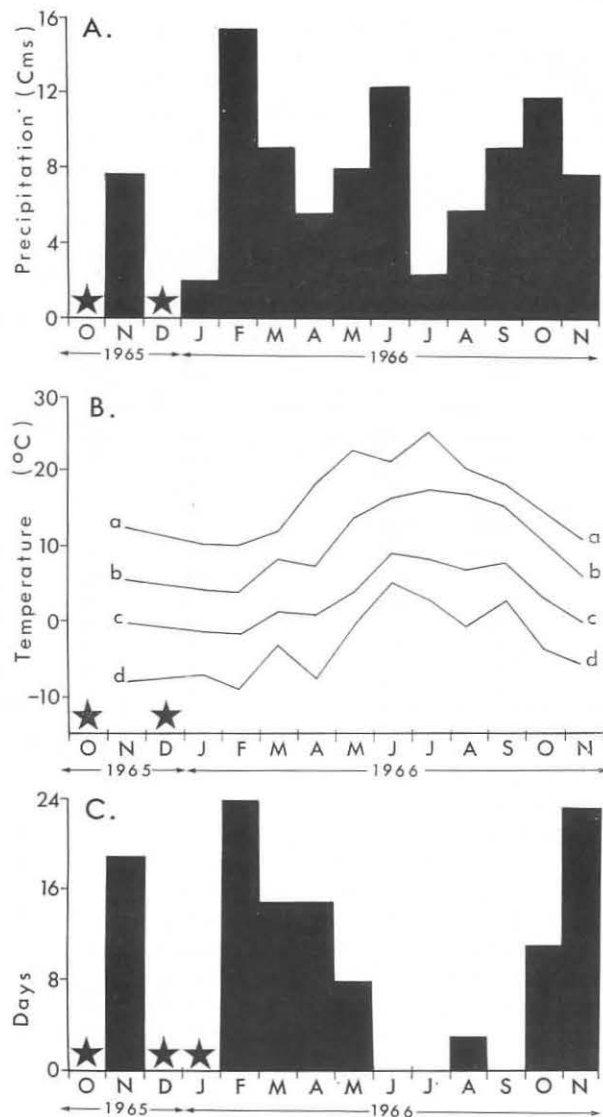 A.
Precipitation (Cms)
16
12
8
4
0
O N D J F M A M J J A S O N
1965 1966
B.
Temperature (°C)
30
20
10
0
-10
a
b
c
d
a
b
c
d
O N D J F M A M J J A S O N
1965 1966
C.
Days
24
16
8
0
O N D J F M A M J J A S O N
1965 1966